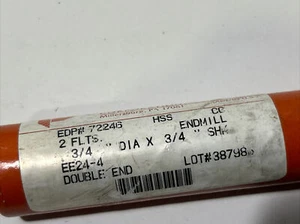 EDP# 72246 HSS CC
2 FLTS. ENDMILL
3/4 " DIA X 3/4 " SHK
EE24-4
DOUBLE END LOT#38798